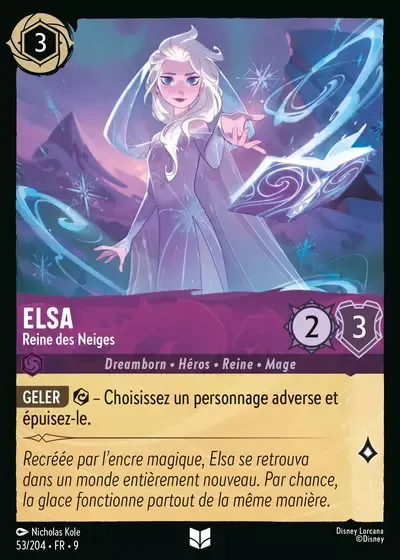 3
ELSA
Reine des Neiges
2
3
Dreamborn • Héros • Reine • Mage
GELER – Choisissez un personnage adverse et
épuisez-le.
Recréée par l'encre magique, Elsa se retrouva
dans un monde entièrement nouveau. Par chance,
la glace fonctionne partout de la même manière.
Nicholas Kole
53/204 • FR • 9
Disney Lorcana
©Disney